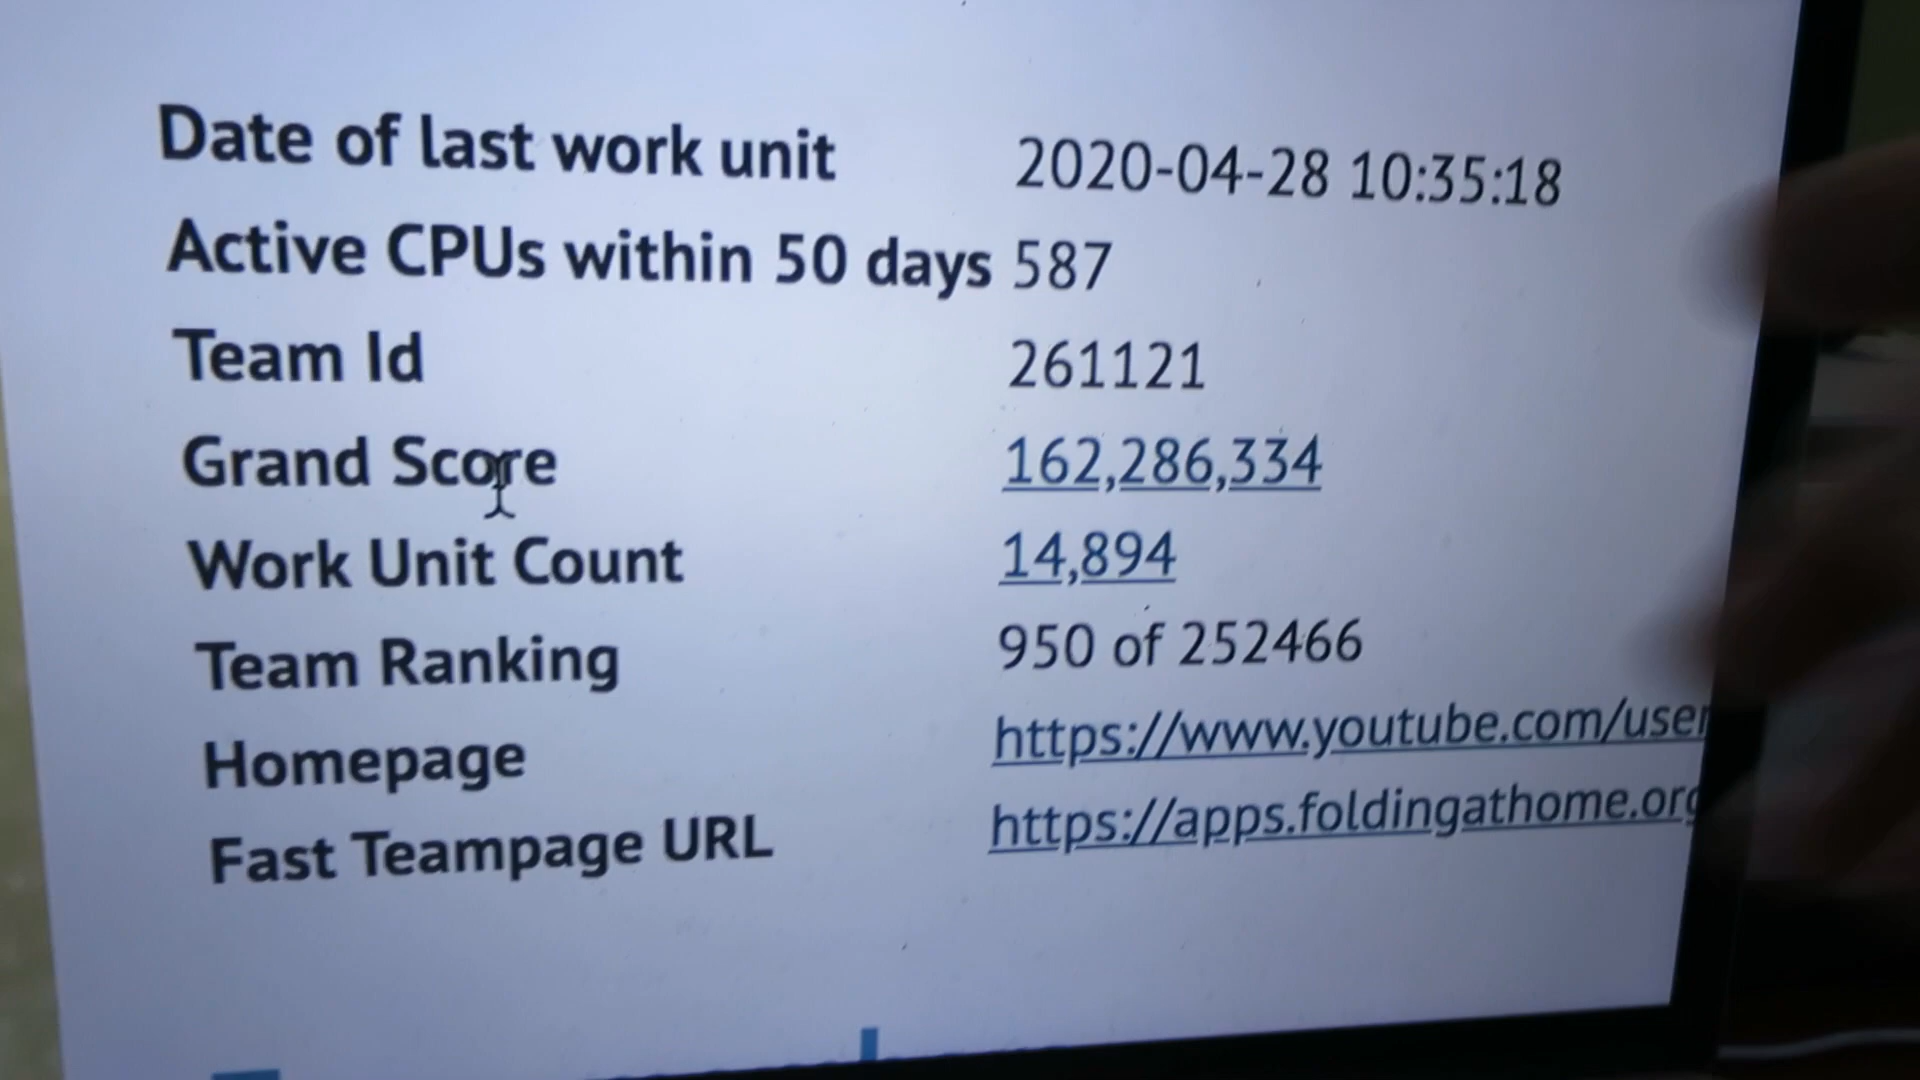 Date of last work unit 2020-04-28 10:35:18
Active CPUs within 50 days 587
Team Id 261121
Grand Score 162,286,334
Work Unit Count 14,894
Team Ranking 950 of 252466
Homepage https://www.youtube.com/user
Fast Teampage URL https://apps.foldingathome.org